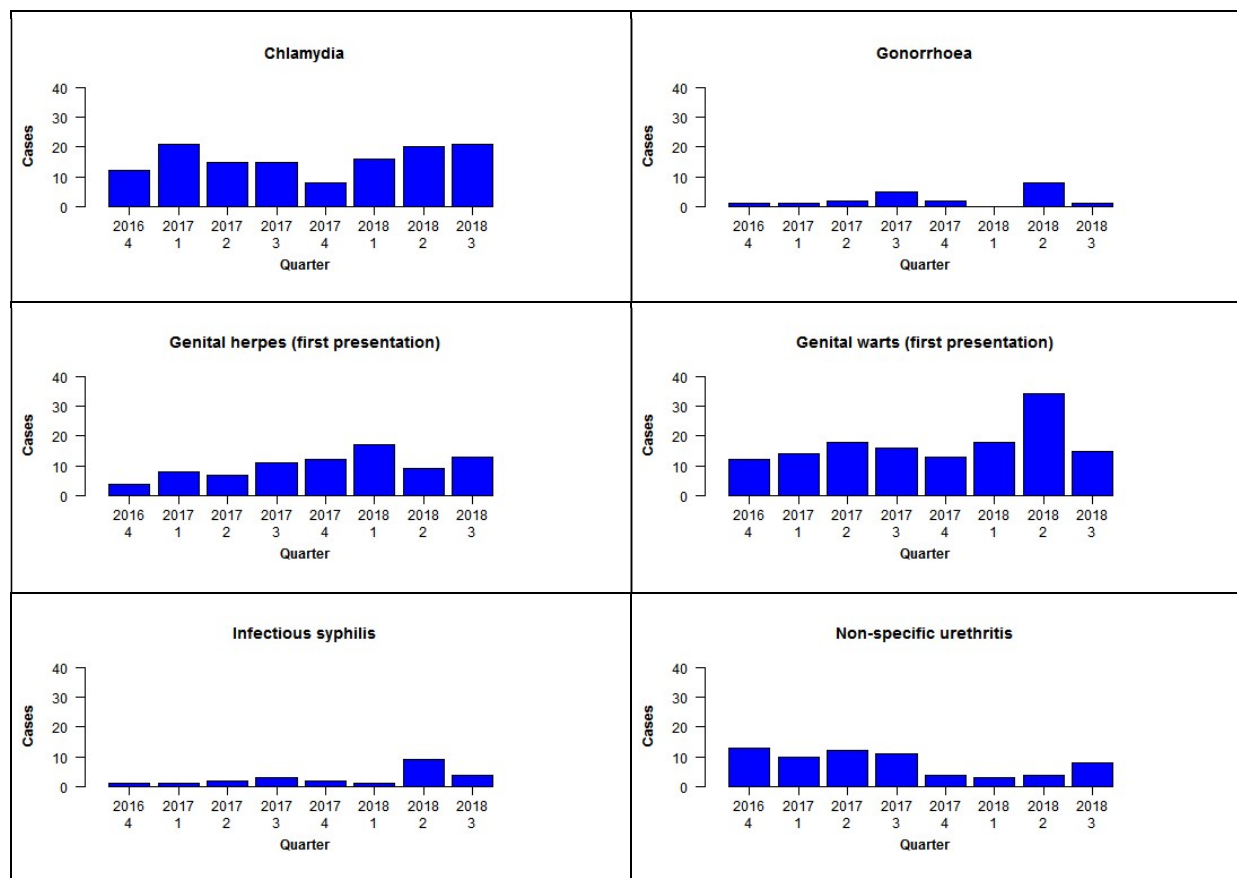 Chlamydia
40
30
20
10
0
Cases
2016 2017 2017 2017 2017 2018 2018 2018
4 1 2 3 4 1 2 3
Quarter
Gonorrhoea
40
30
20
10
0
Cases
2016 2017 2017 2017 2017 2018 2018 2018
4 1 2 3 4 1 2 3
Quarter
Genital herpes (first presentation)
40
30
20
10
0
Cases
2016 2017 2017 2017 2017 2018 2018 2018
4 1 2 3 4 1 2 3
Quarter
Genital warts (first presentation)
40
30
20
10
0
Cases
2016 2017 2017 2017 2017 2018 2018 2018
4 1 2 3 4 1 2 3
Quarter
Infectious syphilis
40
30
20
10
0
Cases
2016 2017 2017 2017 2017 2018 2018 2018
4 1 2 3 4 1 2 3
Quarter
Non-specific urethritis
40
30
20
10
0
Cases
2016 2017 2017 2017 2017 2018 2018 2018
4 1 2 3 4 1 2 3
Quarter